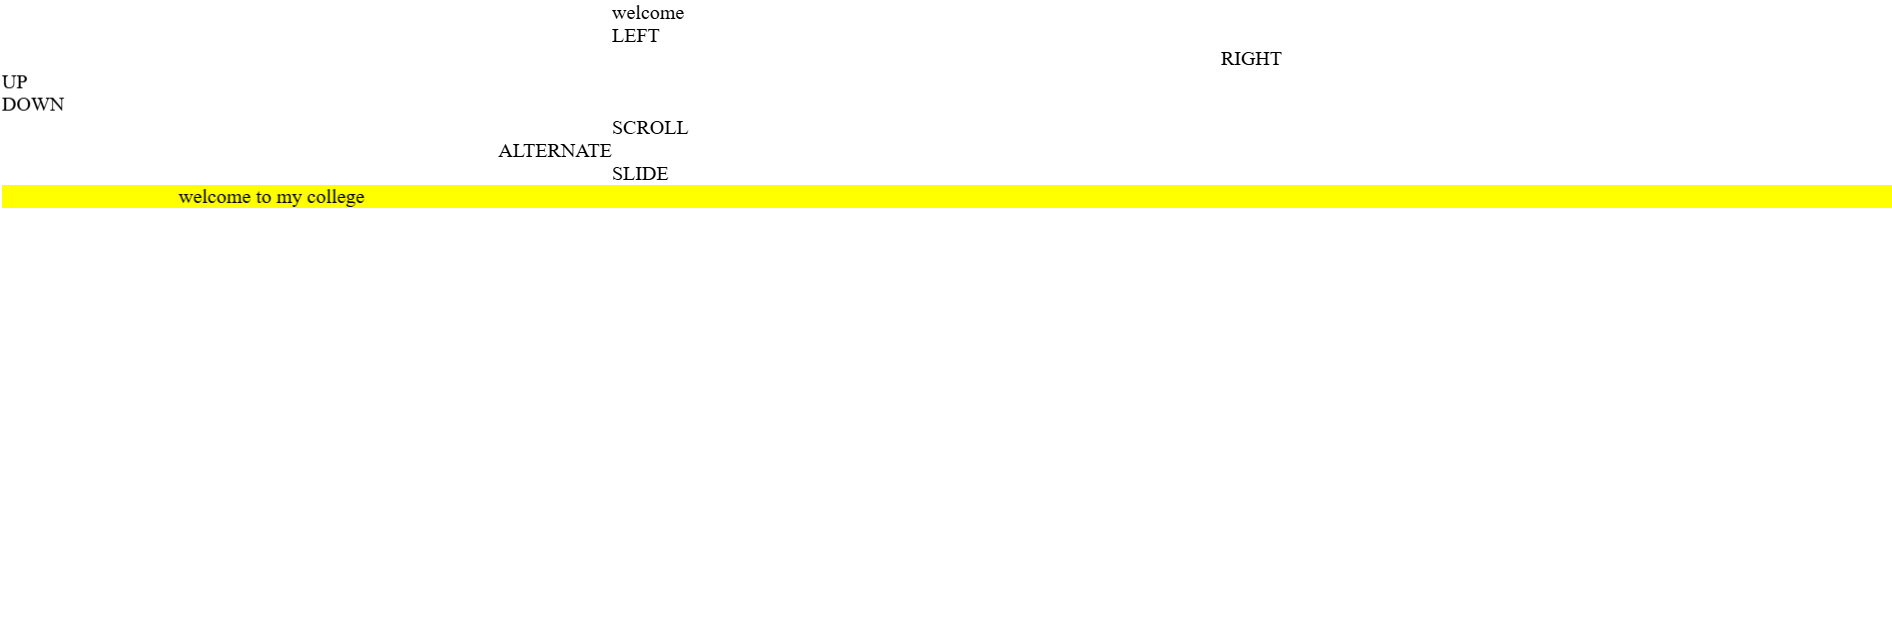 welcome
LEFT
RIGHT
UP
DOWN
SCROLL
ALTERNATE
SLIDE
welcome to my college